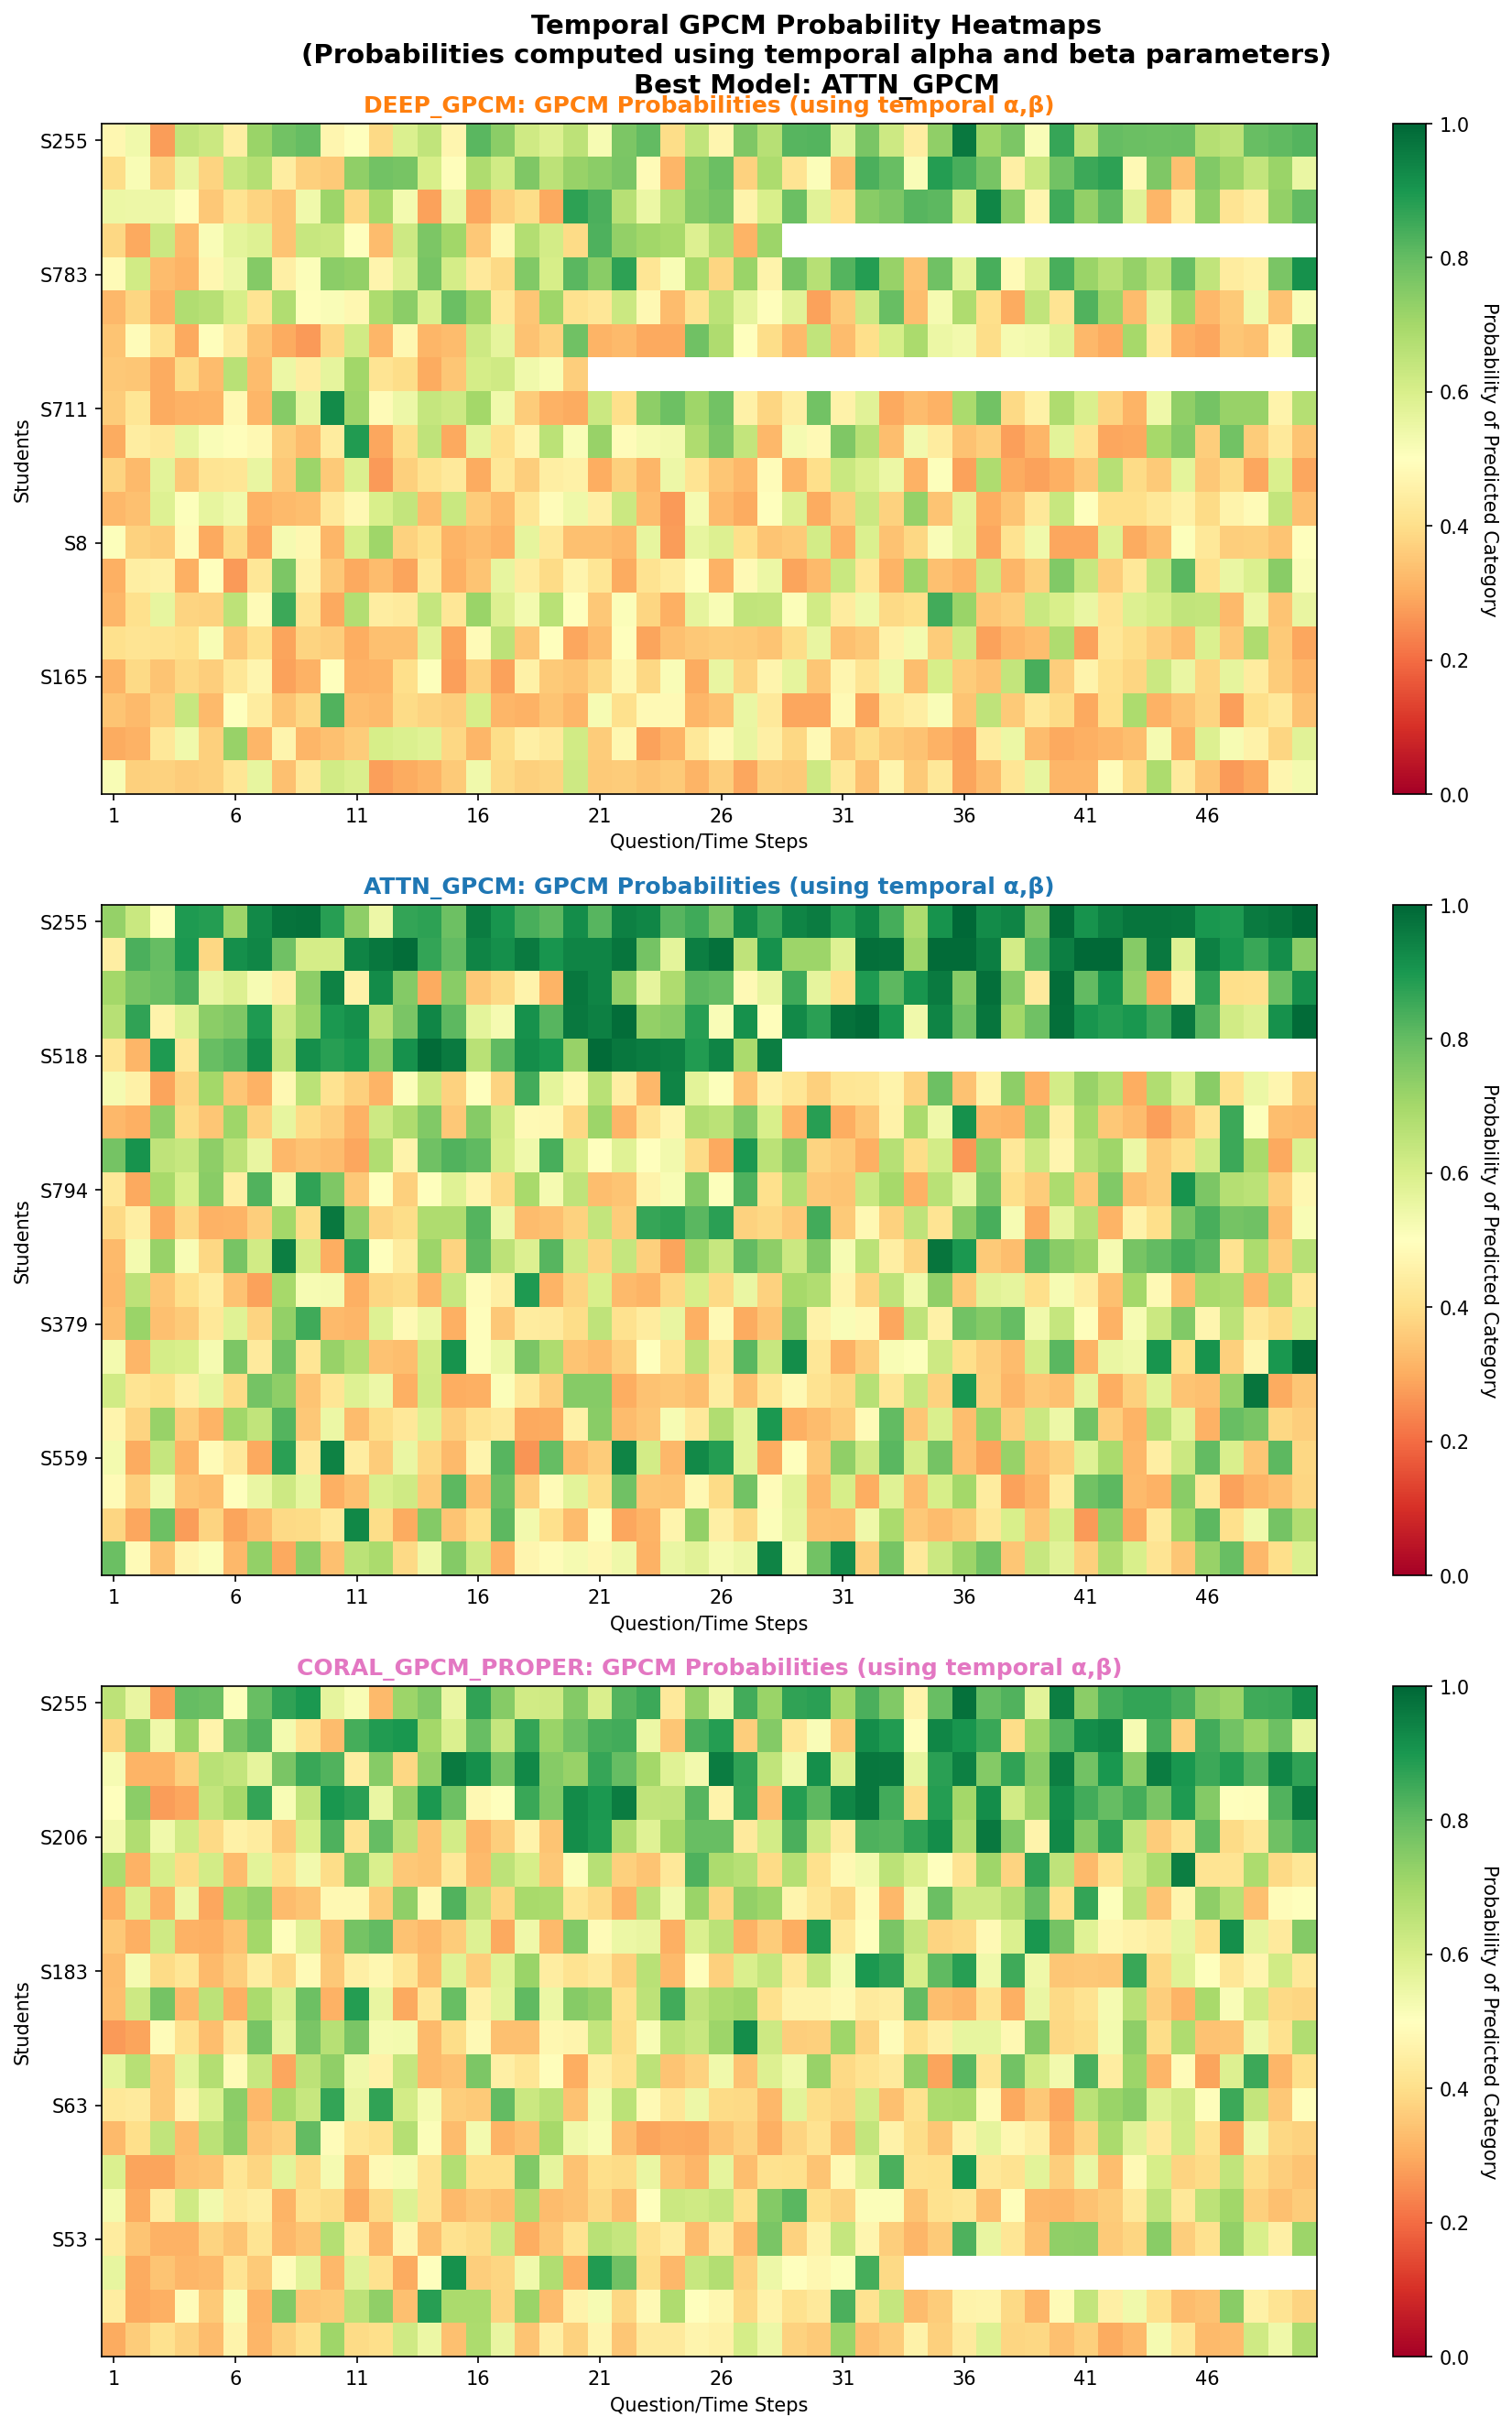 Temporal GPCM Probability Heatmaps
(Probabilities computed using temporal alpha and beta parameters)
Best Model: ATTN_GPCM
DEEP_GPCM: GPCM Probabilities (using temporal α,β)
S255
S783
S711
S8
S165
Students
1 6 11 16 21 26 31 36 41 46
Question/Time Steps
1.0
0.8
0.6
0.4
0.2
0.0
Probability of Predicted Category
ATTN_GPCM: GPCM Probabilities (using temporal α,β)
S255
S518
S794
S379
S559
Students
1 6 11 16 21 26 31 36 41 46
Question/Time Steps
1.0
0.8
0.6
0.4
0.2
0.0
Probability of Predicted Category
CORAL_GPCM_PROPER: GPCM Probabilities (using temporal α,β)
S255
S206
S183
S63
S53
Students
1 6 11 16 21 26 31 36 41 46
Question/Time Steps
1.0
0.8
0.6
0.4
0.2
0.0
Probability of Predicted Category